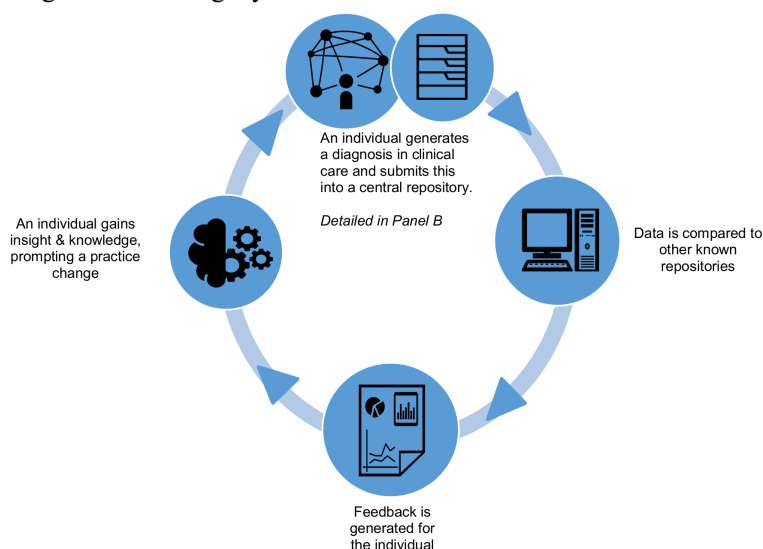 An individual generates
a diagnosis in clinical
care and submits this
into a central repository.
Detailed in Panel B
Data is compared to
other known
repositories
Feedback is
generated for
the individual
An individual gains
insight & knowledge,
prompting a practice
change